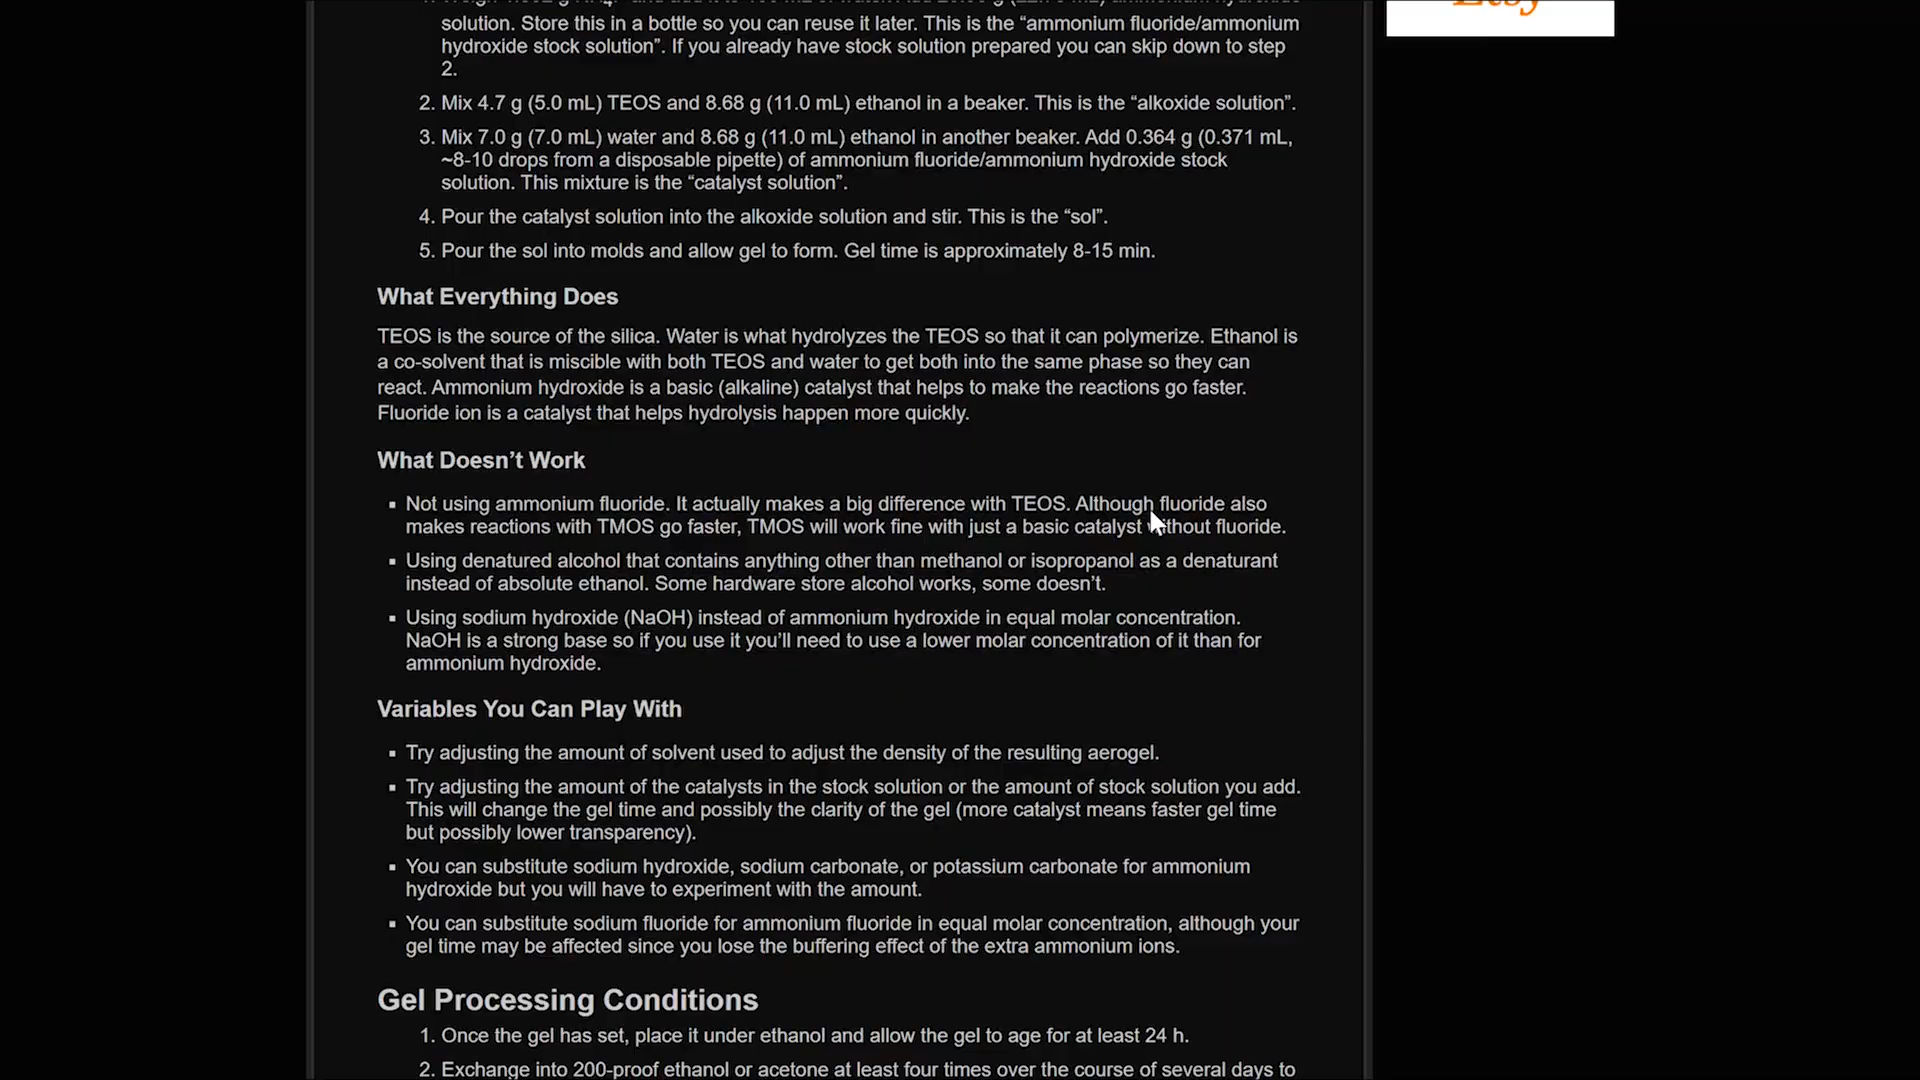 solution. Store this in a bottle so you can reuse it later. This is the “ammonium fluoride/ammonium
hydroxide stock solution”. If you already have stock solution prepared you can skip down to step
2.
2. Mix 4.7 g (5.0 mL) TEOS and 8.68 g (11.0 mL) ethanol in a beaker. This is the “alkoxide solution”.
3. Mix 7.0 g (7.0 mL) water and 8.68 g (11.0 mL) ethanol in another beaker. Add 0.364 g (0.371 mL,
~8-10 drops from a disposable pipette) of ammonium fluoride/ammonium hydroxide stock
solution. This mixture is the “catalyst solution”.
4. Pour the catalyst solution into the alkoxide solution and stir. This is the “sol”.
5. Pour the sol into molds and allow gel to form. Gel time is approximately 8-15 min.
What Everything Does
TEOS is the source of the silica. Water is what hydrolyzes the TEOS so that it can polymerize. Ethanol is
a co-solvent that is miscible with both TEOS and water to get both into the same phase so they can
react. Ammonium hydroxide is a basic (alkaline) catalyst that helps to make the reactions go faster.
Fluoride ion is a catalyst that helps hydrolysis happen more quickly.
What Doesn’t Work
▪ Not using ammonium fluoride. It actually makes a big difference with TEOS. Although fluoride also
makes reactions with TMOS go faster, TMOS will work fine with just a basic catalyst without fluoride.
▪ Using denatured alcohol that contains anything other than methanol or isopropanol as a denaturant
instead of absolute ethanol. Some hardware store alcohol works, some doesn’t.
▪ Using sodium hydroxide (NaOH) instead of ammonium hydroxide in equal molar concentration.
NaOH is a strong base so if you use it you’ll need to use a lower molar concentration of it than for
ammonium hydroxide.
Variables You Can Play With
▪ Try adjusting the amount of solvent used to adjust the density of the resulting aerogel.
▪ Try adjusting the amount of the catalysts in the stock solution or the amount of stock solution you add.
This will change the gel time and possibly the clarity of the gel (more catalyst means faster gel time
but possibly lower transparency).
▪ You can substitute sodium hydroxide, sodium carbonate, or potassium carbonate for ammonium
hydroxide but you will have to experiment with the amount.
▪ You can substitute sodium fluoride for ammonium fluoride in equal molar concentration, although your
gel time may be affected since you lose the buffering effect of the extra ammonium ions.
Gel Processing Conditions
1. Once the gel has set, place it under ethanol and allow the gel to age for at least 24 h.
2. Exchange into 200-proof ethanol or acetone at least four times over the course of several days to
Etsy